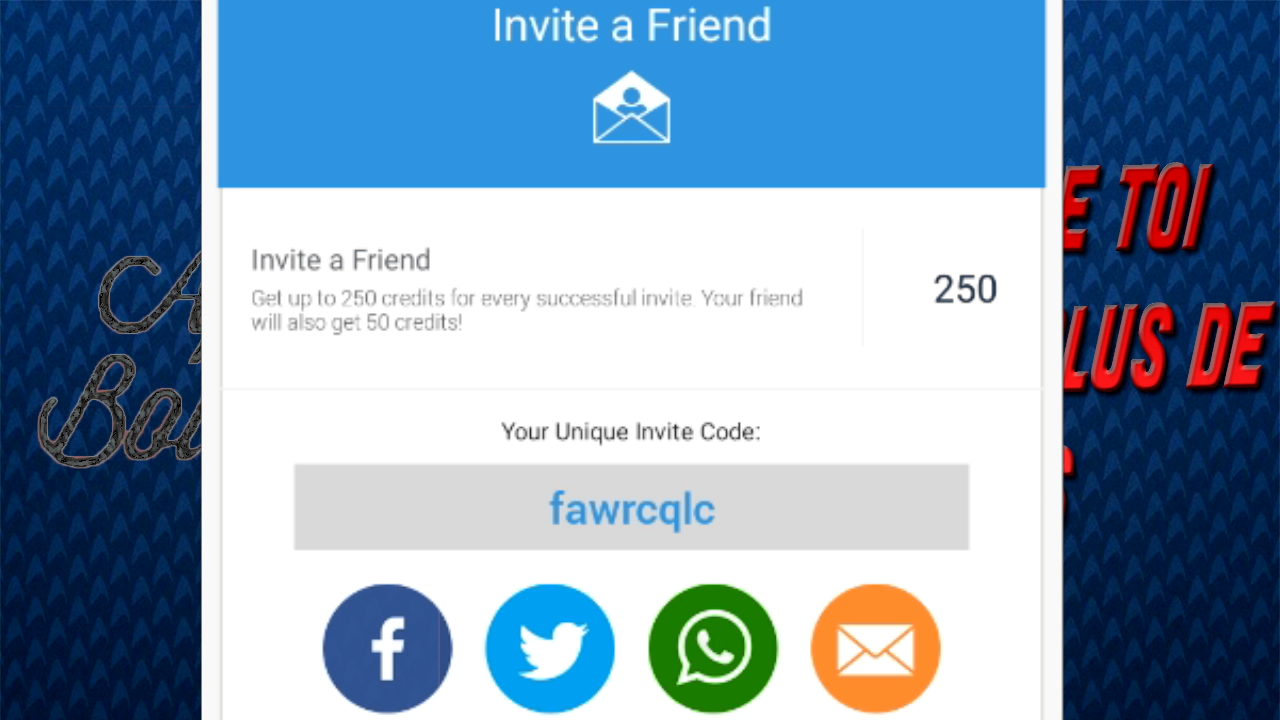 Invite a Friend
Invite a Friend
Get up to 250 credits for every successful invite. Your friend
will also get 50 credits!
250
Your Unique Invite Code:
fawrcqlc
E TOI
LUS DE